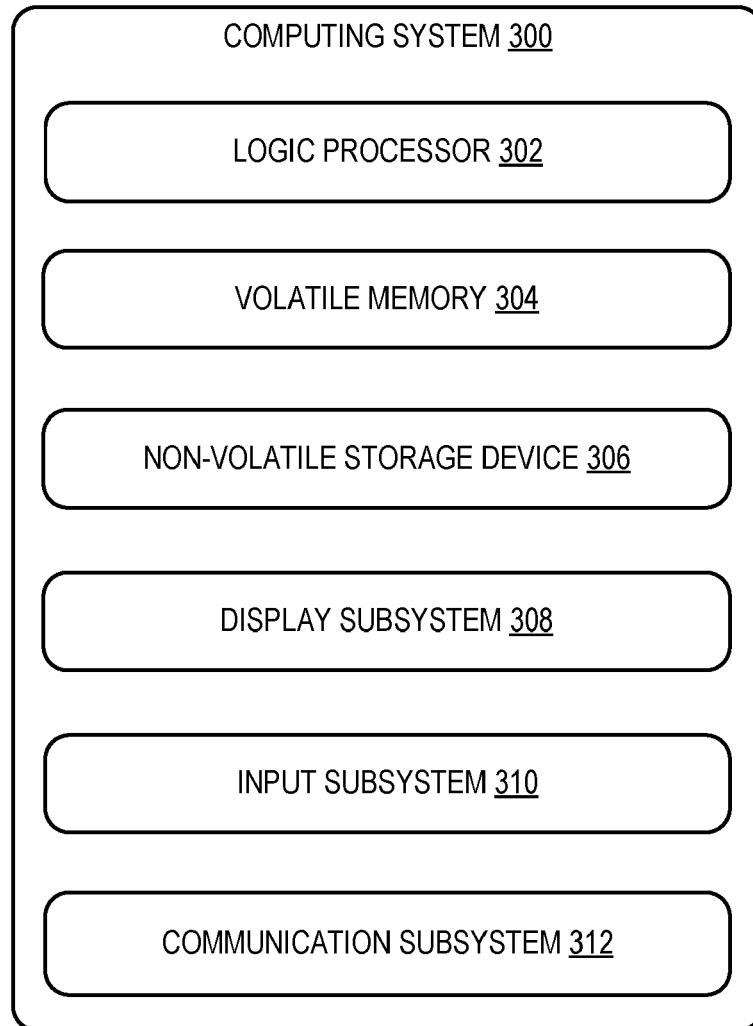 COMPUTING SYSTEM 300
LOGIC PROCESSOR 302
VOLATILE MEMORY 304
NON-VOLATILE STORAGE DEVICE 306
DISPLAY SUBSYSTEM 308
INPUT SUBSYSTEM 310
COMMUNICATION SUBSYSTEM 312